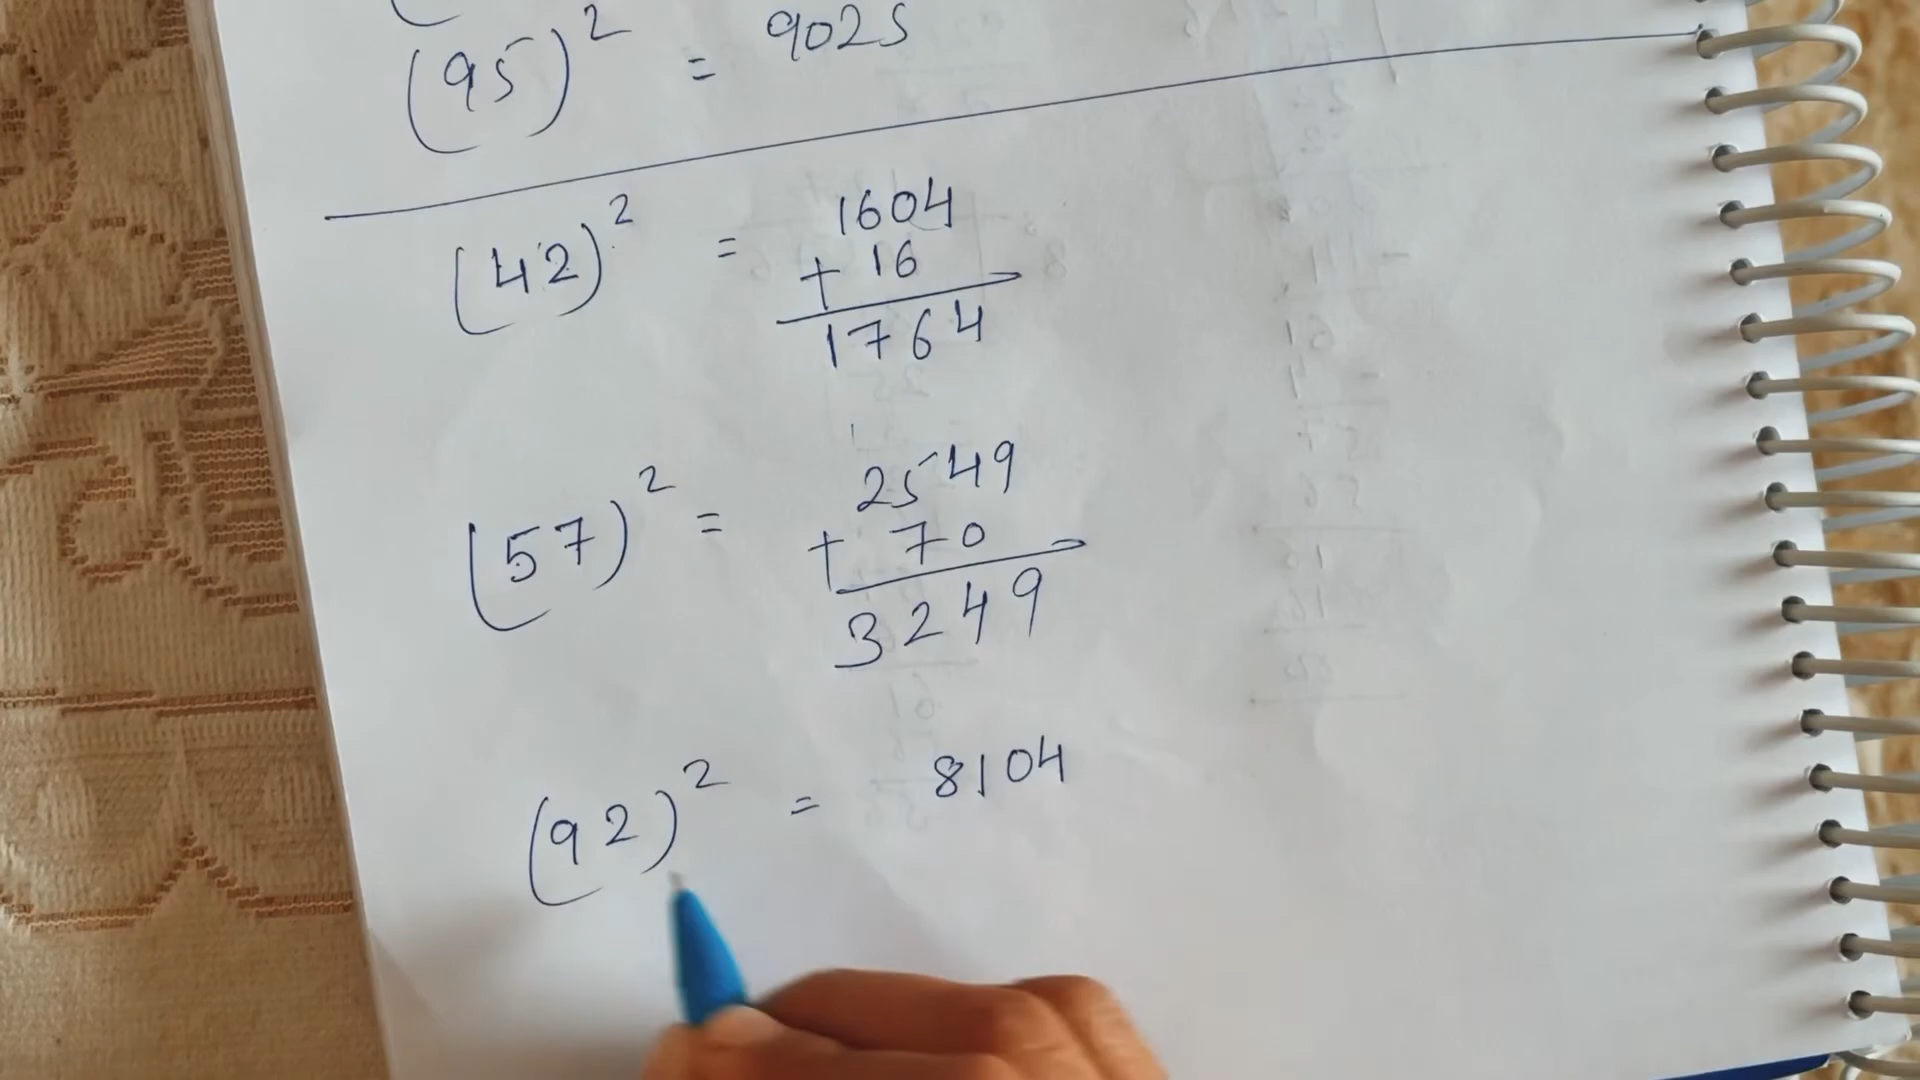 (95)² = 9025
(42)² = 1604
+ 16
1764
(57)² = 2549
+ 70
3249
(92)² = 8104